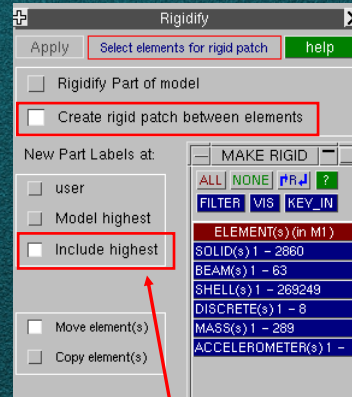 Rigidify
Apply Select elements for rigid patch help
Rigidify Part of model
Create rigid patch between elements
New Part Labels at:
user
Model highest
Include highest
Move element(s)
Copy element(s)
MAKE RIGID
ALL NONE ?
FILTER VIS KEY_IN
ELEMENT(s) (in M1)
SOLID(s) 1 - 2860
BEAM(s) 1 - 63
SHELL(s) 1 - 269249
DISCRETE(s) 1 - 8
MASS(s) 1 - 289
ACCELEROMETER(s) 1 -